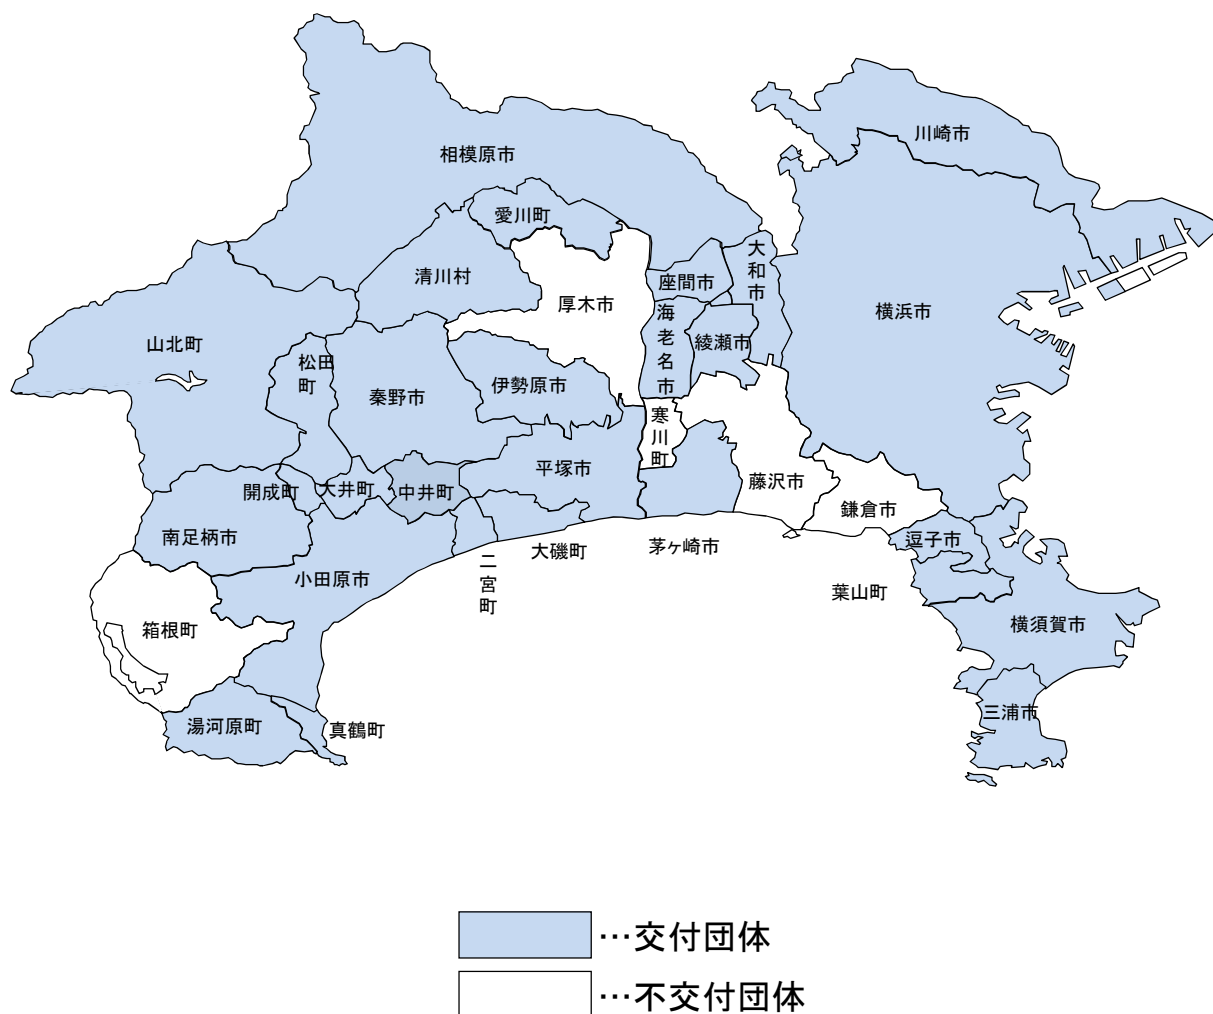 川崎市
相模原市
愛川町
大和市
清川村
座間市
厚木市
横浜市
海老名市
綾瀬市
山北町
松田町
秦野市
伊勢原市
寒川町
平塚市
藤沢市
開成町
大井町
中井町
鎌倉市
南足柄市
逗子市
小田原市
二宮町
大磯町
茅ヶ崎市
葉山町
箱根町
横須賀市
湯河原町
真鶴町
三浦市
…交付団体
…不交付団体